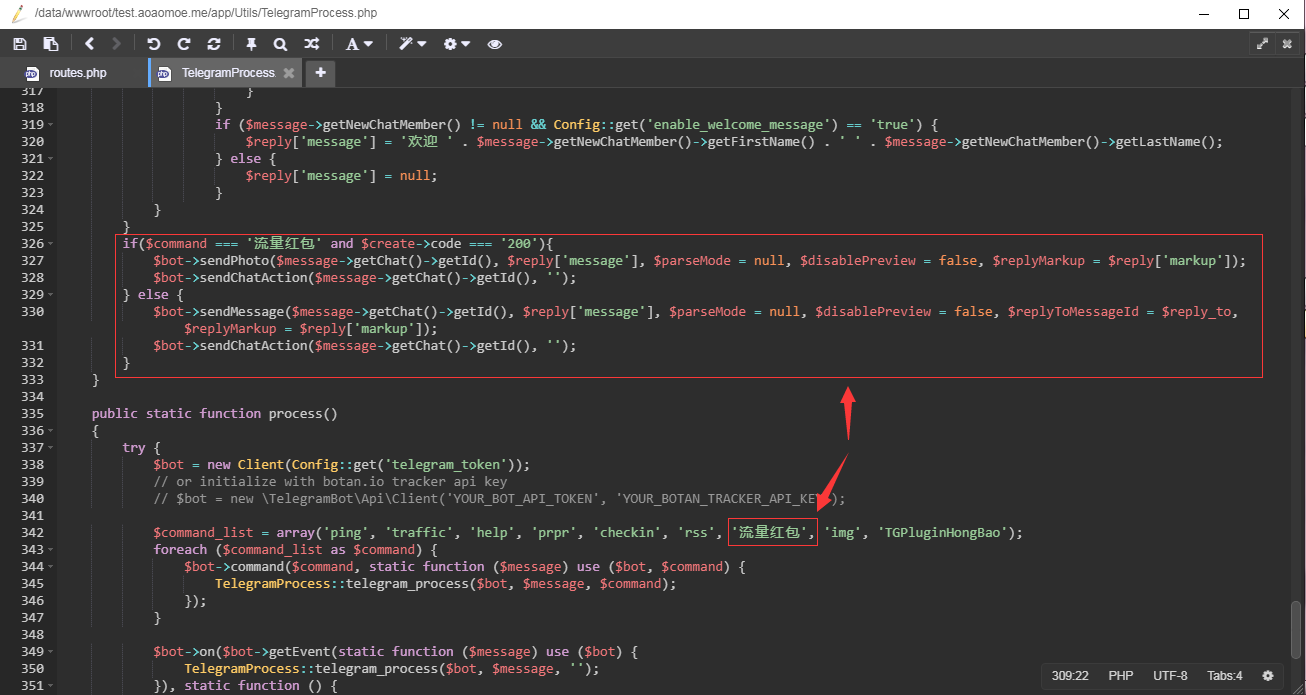 /data/wwwroot/test.aoaomoe.me/app/Utils/TelegramProcess.php
A
routes.php
TelegramProcess.
317 }
318 }
319 if ($message->getNewChatMember() != null && Config::get('enable_welcome_message') == 'true') {
320 $reply['message'] = '欢迎 ' . $message->getNewChatMember()->getFirstName() . ' ' . $message->getNewChatMember()->getLastName();
321 } else {
322 $reply['message'] = null;
323 }
324 }
325 }
326 if($command === '流量红包' and $create->code === '200'){
327 $bot->sendPhoto($message->getChat()->getId(), $reply['message'], $parseMode = null, $disablePreview = false, $replyMarkup = $reply['markup']);
328 $bot->sendChatAction($message->getChat()->getId(), '');
329 } else {
330 $bot->sendMessage($message->getChat()->getId(), $reply['message'], $parseMode = null, $disablePreview = false, $replyToMessageId = $reply_to,
$replyMarkup = $reply['markup']);
331 $bot->sendChatAction($message->getChat()->getId(), '');
332 }
333 }
334
335 public static function process()
336 {
337 try {
338 $bot = new Client(Config::get('telegram_token'));
339 // or initialize with botan.io tracker api key
340 // $bot = new \TelegramBot\Api\Client('YOUR_BOT_API_TOKEN', 'YOUR_BOTAN_TRACKER_API_KE );
341
342 $command_list = array('ping', 'traffic', 'help', 'prpr', 'checkin', 'rss', '流量红包', 'img', 'TGPluginHongBao');
343 foreach ($command_list as $command) {
344 $bot->command($command, static function ($message) use ($bot, $command) {
345 TelegramProcess::telegram_process($bot, $message, $command);
346 });
347 }
348
349 $bot->on($bot->getEvent(static function ($message) use ($bot) {
350 TelegramProcess::telegram_process($bot, $message, '');
351 }), static function () {
309:22 PHP UTF-8 Tabs:4